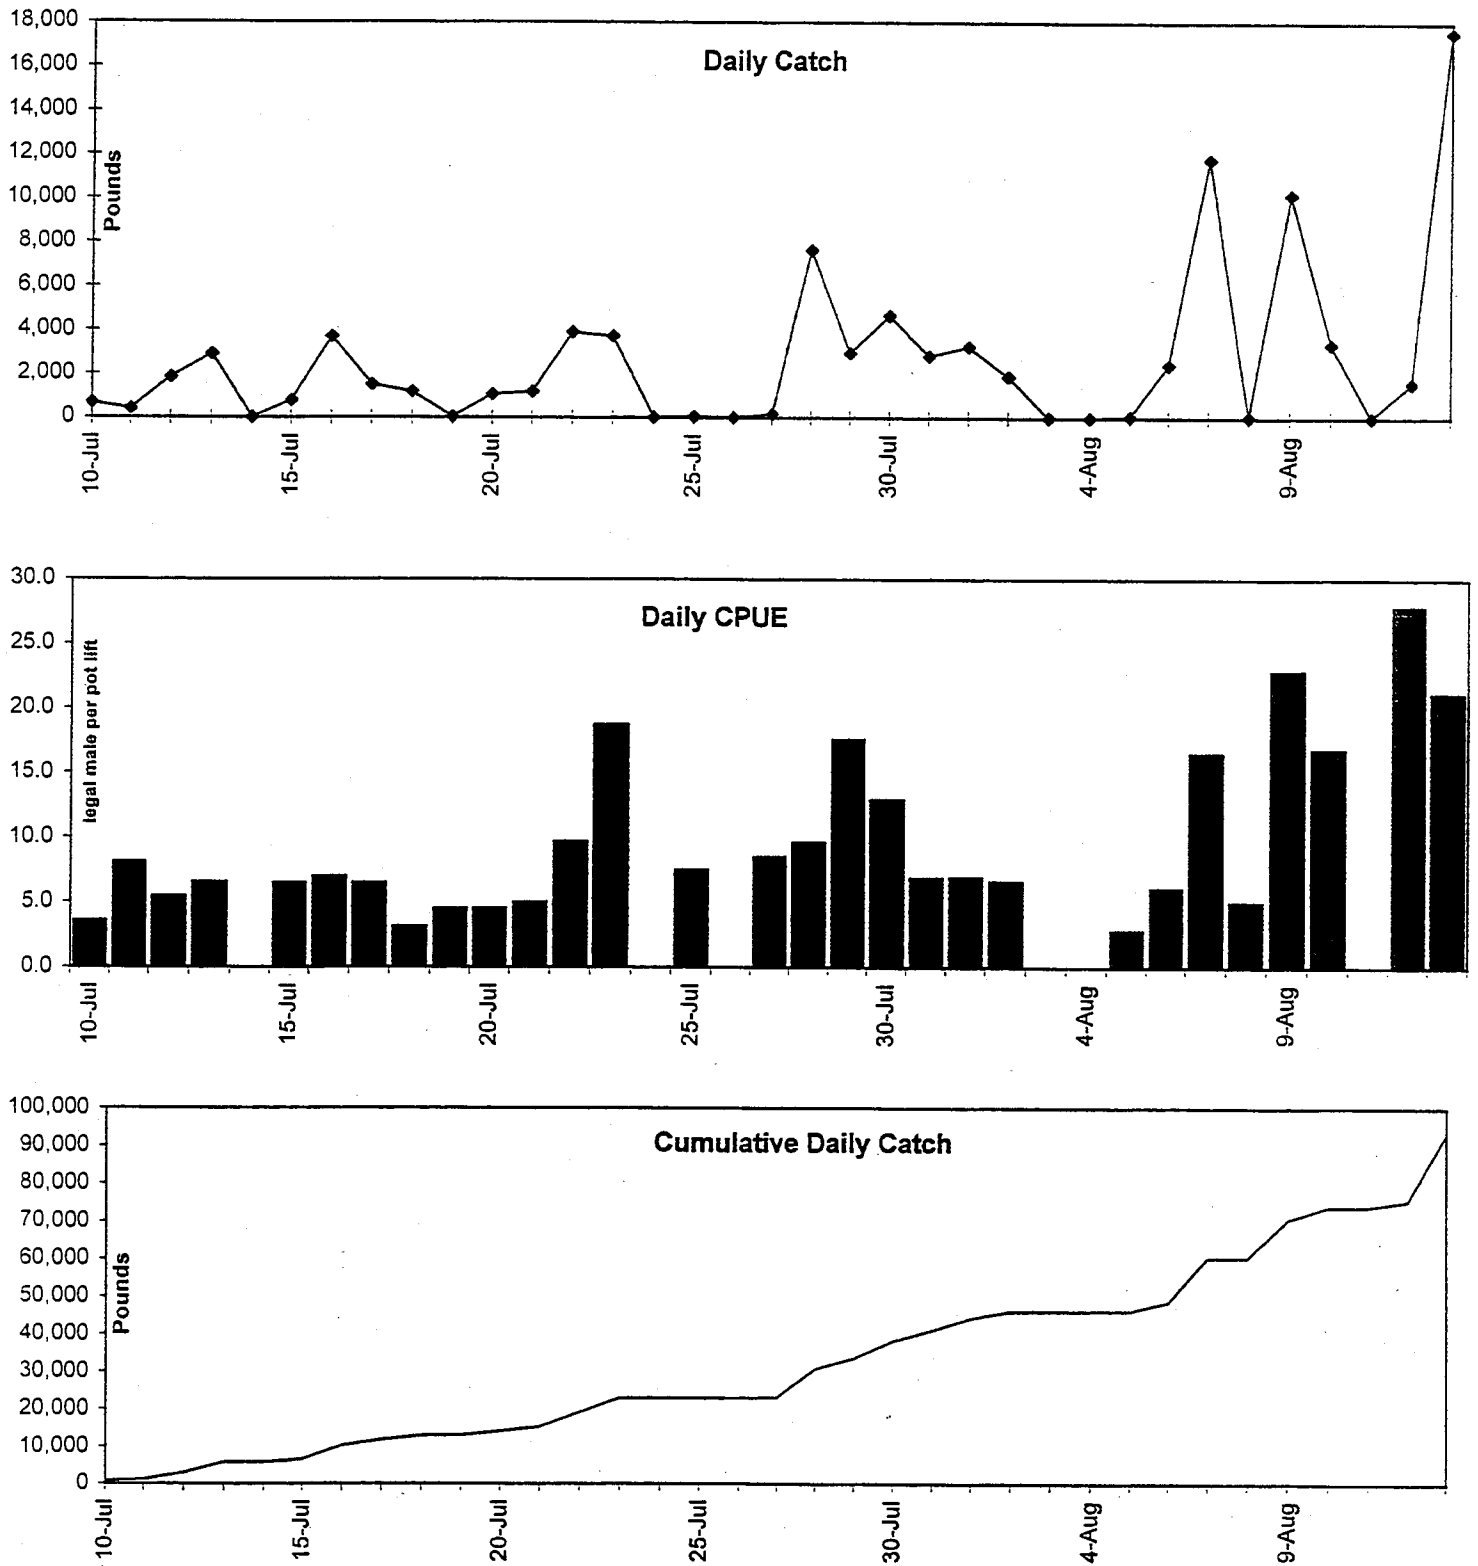 Daily Catch
Pounds
18,000
16,000
14,000
12,000
10,000
8,000
6,000
4,000
2,000
0
10-Jul
15-Jul
20-Jul
25-Jul
30-Jul
4-Aug
9-Aug
Daily CPUE
legal male per pot lift
30.0
25.0
20.0
15.0
10.0
5.0
0.0
10-Jul
15-Jul
20-Jul
25-Jul
30-Jul
4-Aug
9-Aug
Cumulative Daily Catch
Pounds
100,000
90,000
80,000
70,000
60,000
50,000
40,000
30,000
20,000
10,000
0
10-Jul
15-Jul
20-Jul
25-Jul
30-Jul
4-Aug
9-Aug